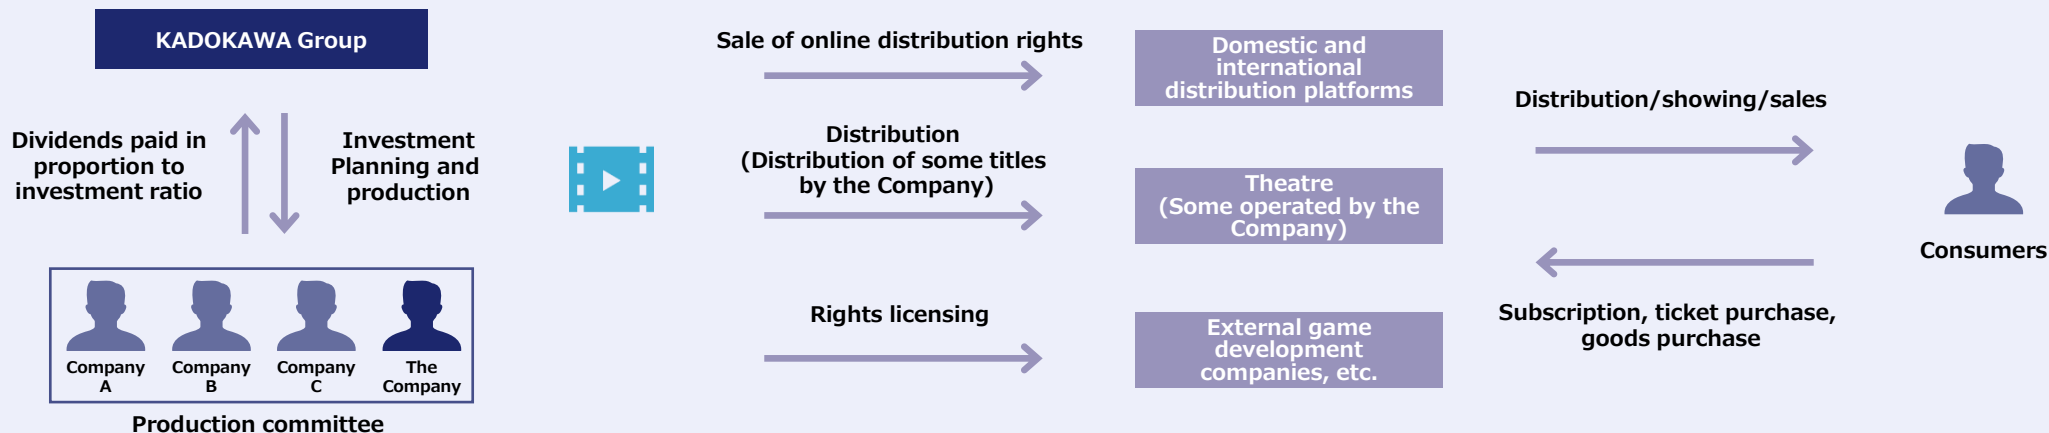 KADOKAWA Group
Dividends paid in
proportion to
investment ratio
Investment
Planning and
production
Company
A
Company
B
Company
C
The
Company
Production committee
Sale of online distribution rights
Distribution
(Distribution of some titles
by the Company)
Rights licensing
Domestic and
international
distribution platforms
Theatre
(Some operated by the
Company)
External game
development
companies, etc.
Distribution/showing/sales
Subscription, ticket purchase,
goods purchase
Consumers